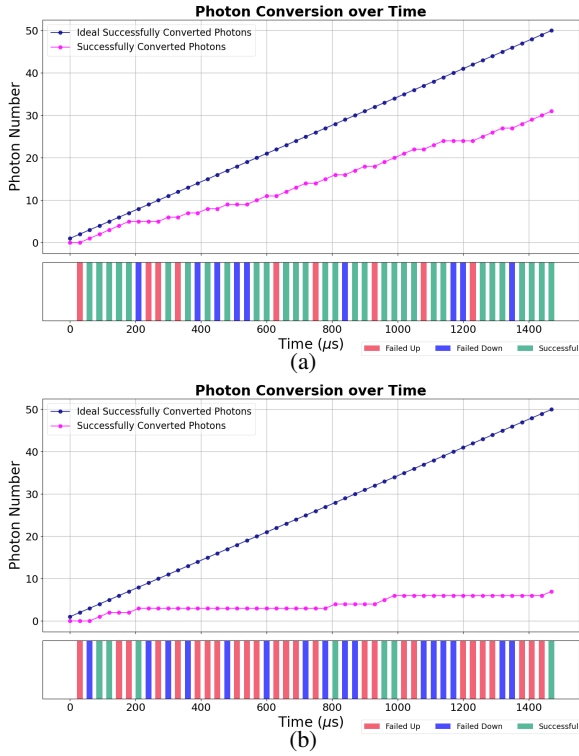 Photon Conversion over Time
Ideal Successfully Converted Photons
Successfully Converted Photons
Photon Number
50
40
30
20
10
0
0 200 400 600 800 1000 1200 1400
Time (μs)
Failed Up Failed Down Successful
(a)
Photon Conversion over Time
Ideal Successfully Converted Photons
Successfully Converted Photons
Photon Number
50
40
30
20
10
0
0 200 400 600 800 1000 1200 1400
Time (μs)
Failed Up Failed Down Successful
(b)